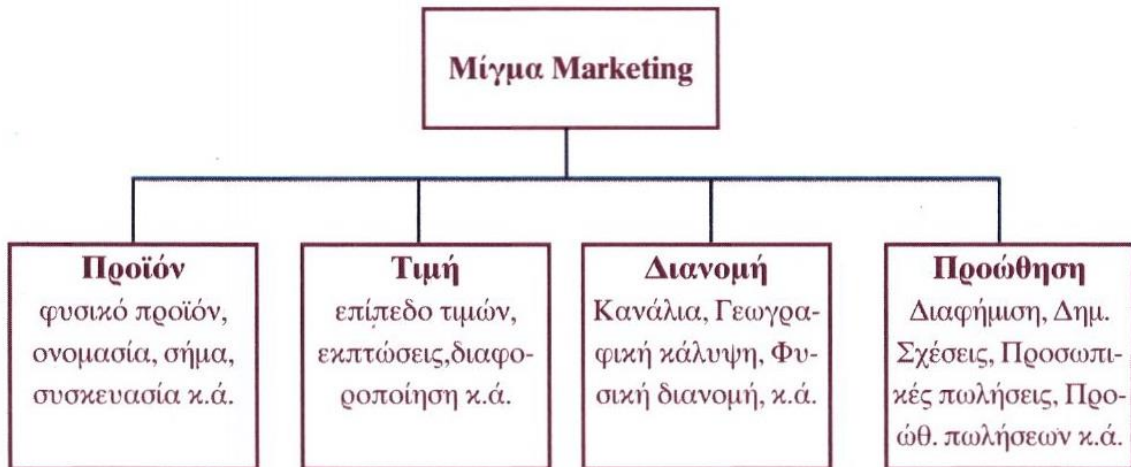 Μίγμα Marketing
Προϊόν
φυσικό προϊόν,
ονομασία, σήμα,
συσκευασία κ.ά.
Τιμή
επίπεδο τιμών,
εκπτώσεις,διαφο-
ροποίηση κ.ά.
Διανομή
Κανάλια, Γεωγρα-
φική κάλυψη, Φυ-
σική διανομή, κ.ά.
Προώθηση
Διαφήμιση, Δημ.
Σχέσεις, Προσωπι-
κές πωλήσεις, Προ-
ώθ. πωλήσεων κ.ά.